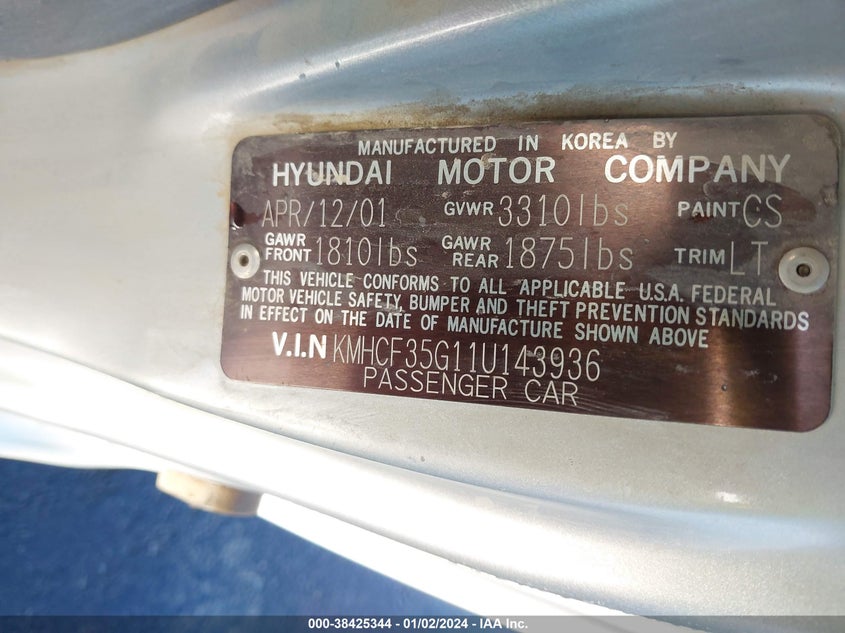 MANUFACTURED IN KOREA BY
HYUNDAI MOTOR COMPANY
APR/12/01 GVWR 3310lbs PAINT CS
GAWR FRONT 1810lbs GAWR REAR 1875lbs TRIM LT
THIS VEHICLE CONFORMS TO ALL APPLICABLE U.S.A. FEDERAL
MOTOR VEHICLE SAFETY, BUMPER AND THEFT PREVENTION STANDARDS
IN EFFECT ON THE DATE OF MANUFACTURE SHOWN ABOVE
V.I.N KMHCF35G11U143936
PASSENGER CAR
000-38425344 | 01/02/2024 - IAA Inc.